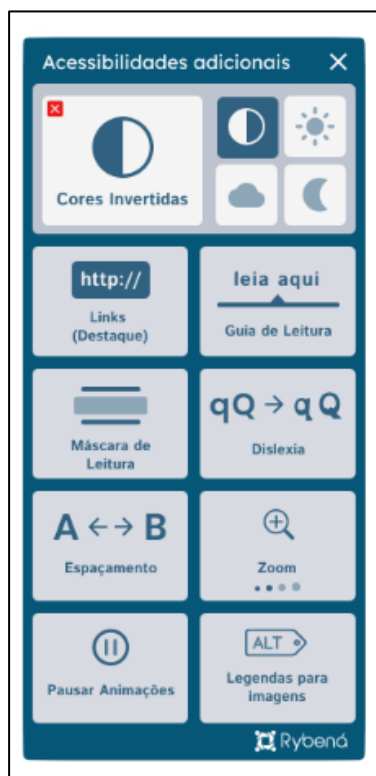 Acessibilidades adicionais
Cores Invertidas
http://
Links
(Destaque)
leia aqui
Guia de Leitura
Máscara de
Leitura
qQ → qQ
Dislexia
A ←→ B
Espaçamento
Zoom
Pausar Animações
ALT
Legendas para
imagens
Rybená